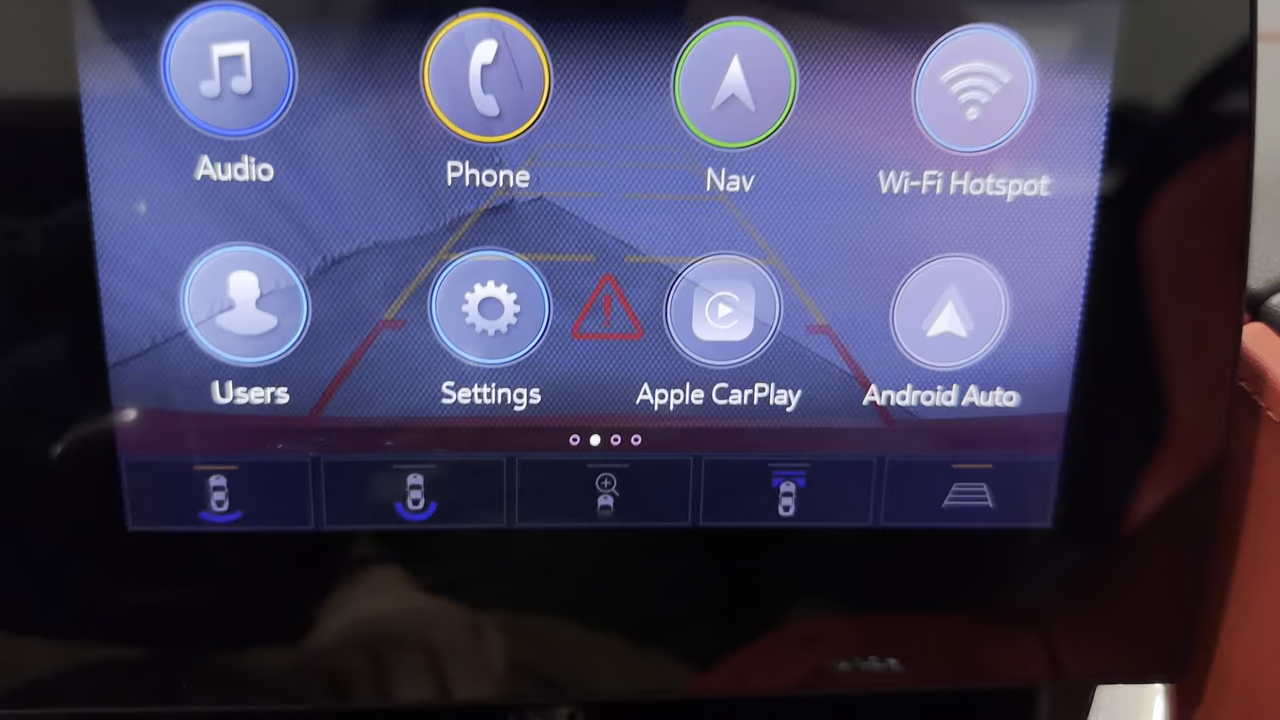 Audio
Phone
Nav
Wi-Fi Hotspot
Users
Settings
Apple CarPlay
Android Auto